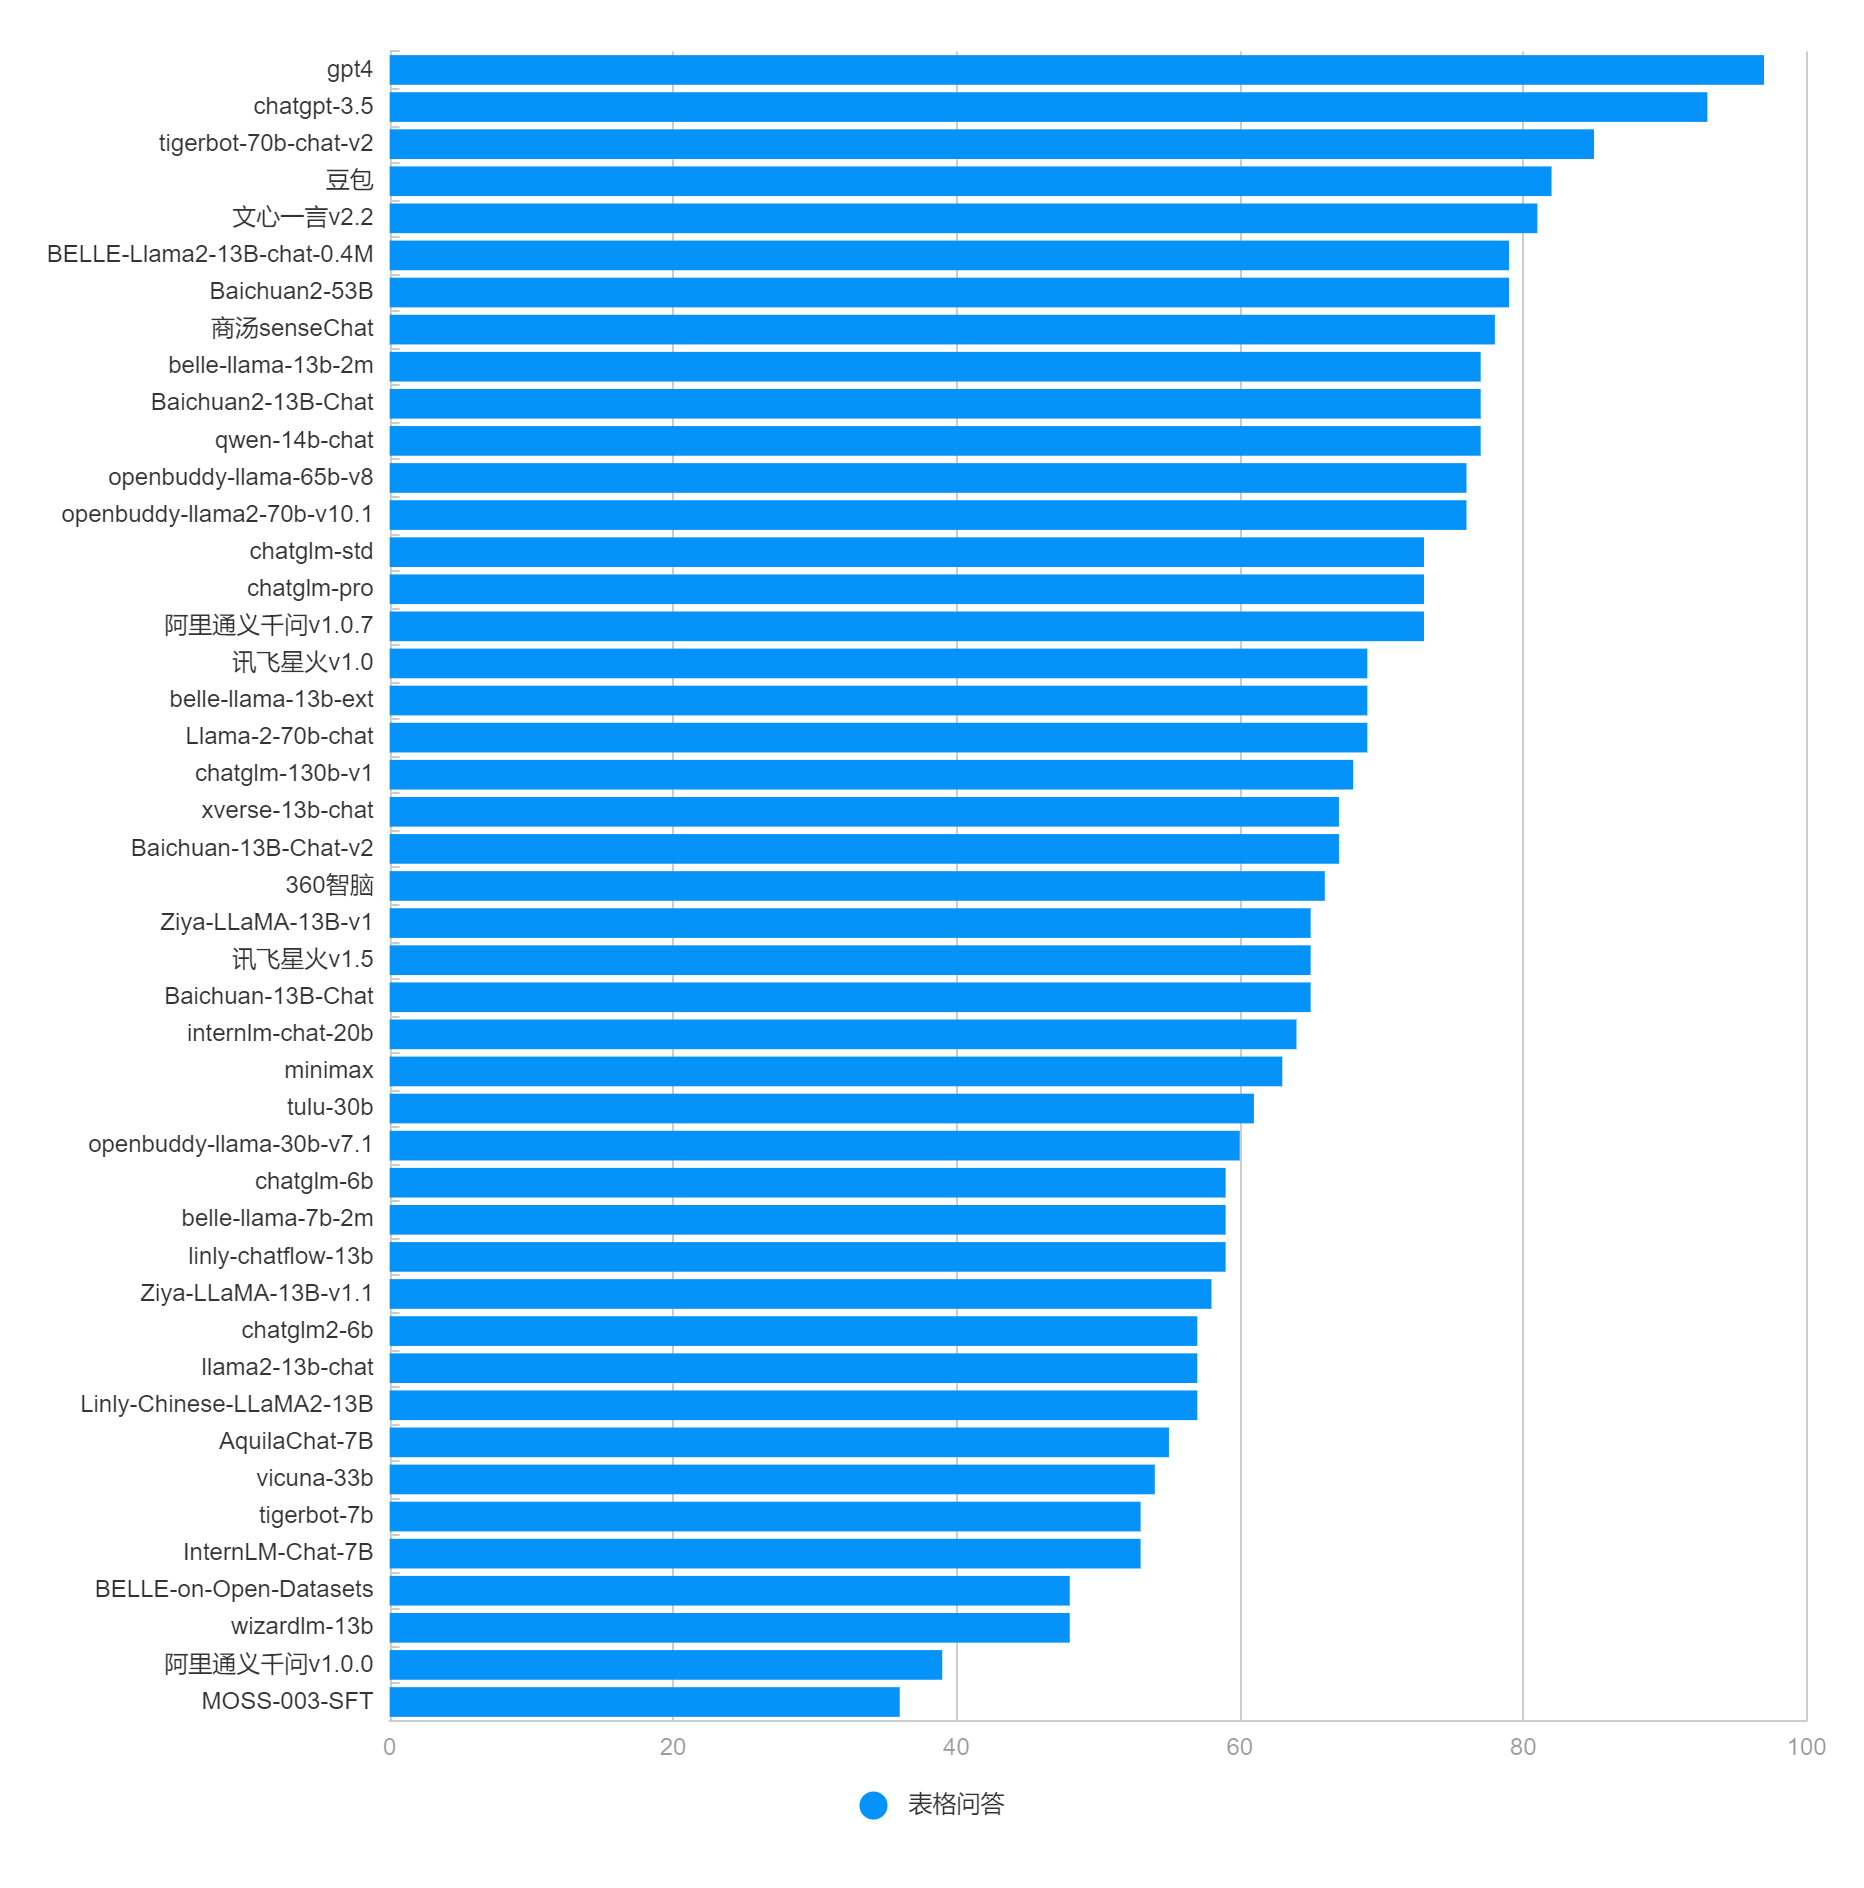 gpt4
chatgpt-3.5
tigerbot-70b-chat-v2
豆包
文心一言v2.2
BELLE-Llama2-13B-chat-0.4M
Baichuan2-53B
商汤senseChat
belle-llama-13b-2m
Baichuan2-13B-Chat
qwen-14b-chat
openbuddy-llama-65b-v8
openbuddy-llama2-70b-v10.1
chatglm-std
chatglm-pro
阿里通义千问v1.0.7
讯飞星火v1.0
belle-llama-13b-ext
Llama-2-70b-chat
chatglm-130b-v1
xverse-13b-chat
Baichuan-13B-Chat-v2
360智脑
Ziya-LLaMA-13B-v1
讯飞星火v1.5
Baichuan-13B-Chat
internlm-chat-20b
minimax
tulu-30b
openbuddy-llama-30b-v7.1
chatglm-6b
belle-llama-7b-2m
linly-chatflow-13b
Ziya-LLaMA-13B-v1.1
chatglm2-6b
llama2-13b-chat
Linly-Chinese-LLaMA2-13B
AquilaChat-7B
vicuna-33b
tigerbot-7b
InternLM-Chat-7B
BELLE-on-Open-Datasets
wizardlm-13b
阿里通义千问v1.0.0
MOSS-003-SFT
0 20 40 60 80 100
表格问答